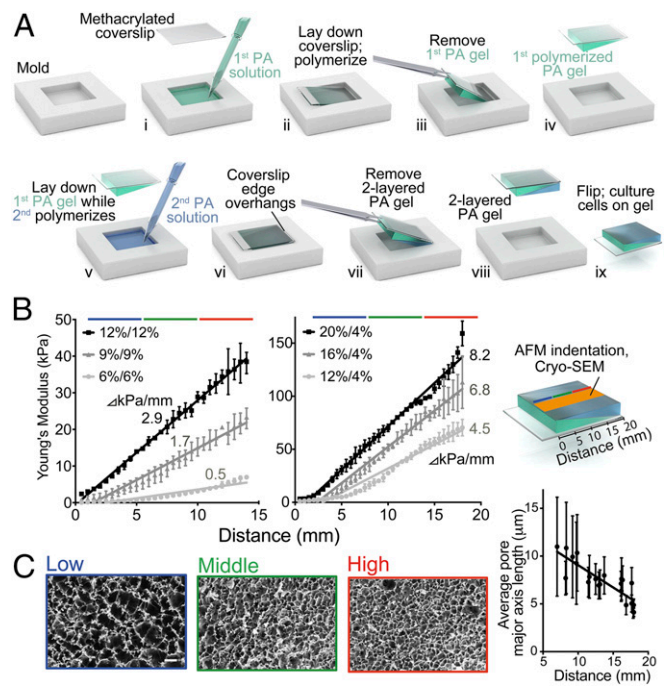 A
Methacrylated
coverslip
Mold
1st PA
solution
i
Lay down
coverslip;
polymerize
ii
Remove
1st PA gel
iii
1st polymerized
PA gel
iv
Lay down
1st PA gel while
2nd polymerizes
2nd PA
solution
v
Coverslip
edge
overhangs
vi
Remove
2-layered
PA gel
vii
2-layered
PA gel
viii
Flip; culture
cells on gel
ix
B
Young's Modulus (kPa)
50
40
30
20
10
0
12%/12%
9%/9%
6%/6%
⊿kPa/mm
2.9
1.7
0.5
0 5 10 15
150
100
50
0
20%/4%
16%/4%
12%/4%
8.2
6.8
4.5
⊿kPa/mm
0 5 10 15 20
Distance (mm)
AFM indentation,
Cryo-SEM
0 5 10 15 20
Distance (mm)
C
Low
Middle
High
Average pore
major axis length (μm)
20
15
10
5
0
5 10 15 20
Distance (mm)